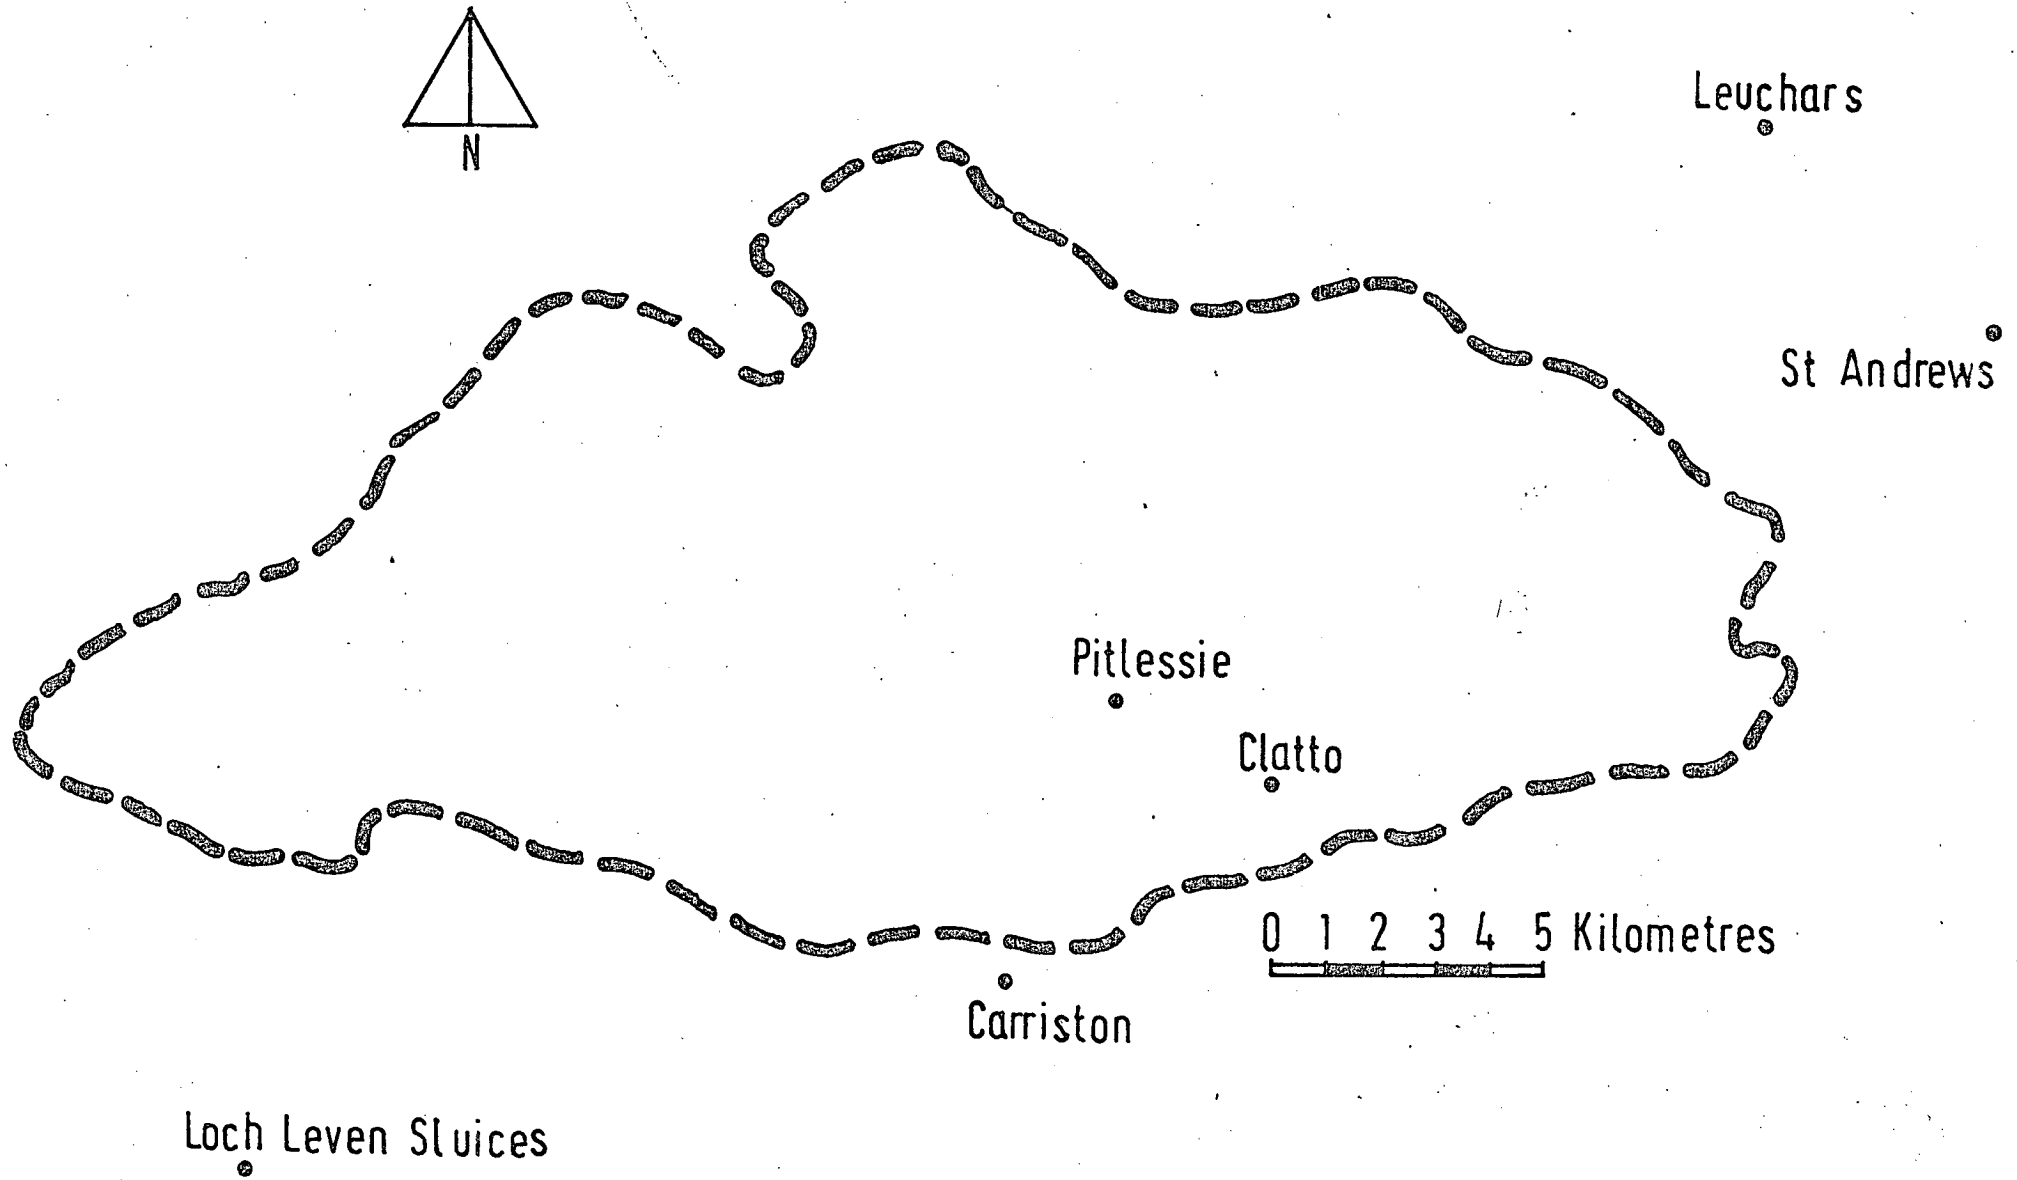 Leuchars
N
St Andrews
Pitlessie
Clatto
0 1 2 3 4 5 Kilometres
Carriston
Loch Leven Sluices